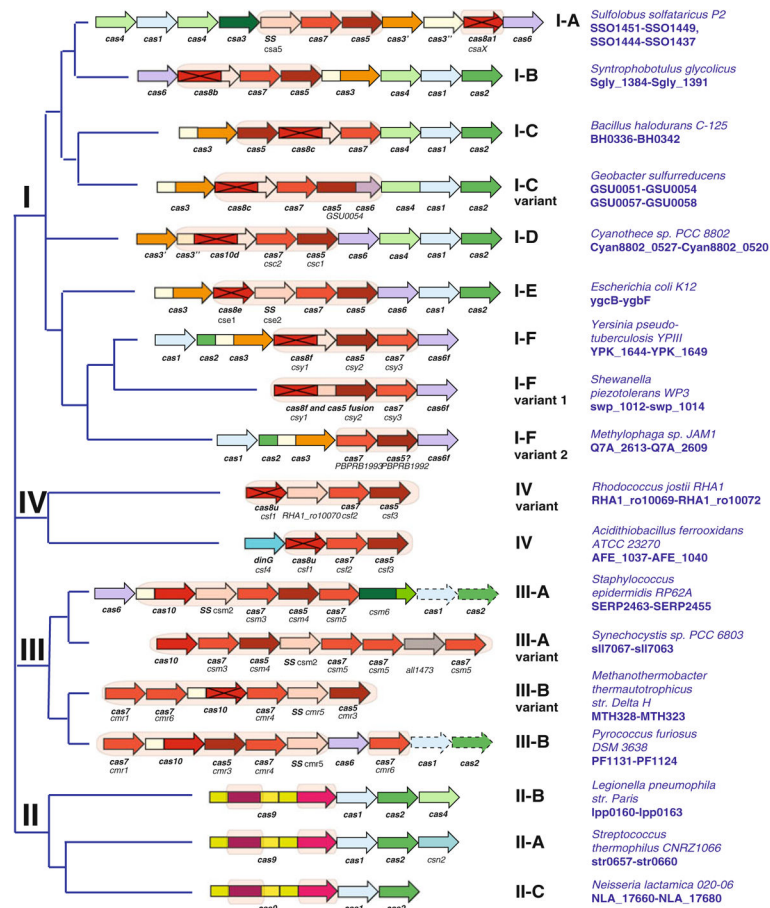 I-A
cas4 cas1 cas4 csa3 SS cas7 cas5 cas3' cas3'' cas8a1 cas6
csa5 csaX
Sulfolobus solfataricus P2
SSO1451-SSO1449,
SSO1444-SSO1437
I-B
cas6 cas8b cas7 cas5 cas3 cas4 cas1 cas2
Syntrophobotulus glycolicus
Sgly_1384-Sgly_1391
I-C
cas3 cas5 cas8c cas7 cas4 cas1 cas2
Bacillus halodurans C-125
BH0336-BH0342
I
I-C
variant
cas3 cas8c cas7 cas5 cas6 cas4 cas1 cas2
GSU0054
Geobacter sulfurreducens
GSU0051-GSU0054
GSU0057-GSU0058
I-D
cas3' cas3'' cas10d cas7 cas5 cas6 cas4 cas1 cas2
csc2 csc1
Cyanothece sp. PCC 8802
Cyan8802_0527-Cyan8802_0520
I-E
cas3 cas8e SS cas7 cas5 cas6 cas1 cas2
cse1 cse2
Escherichia coli K12
ygcB-ygbF
I-F
cas1 cas2 cas3 cas8f cas5 cas7 cas6f
csy1 csy2 csy3
Yersinia pseudo-
tuberculosis YPIII
YPK_1644-YPK_1649
I-F
variant 1
cas8f and cas5 fusion cas7 cas6f
csy1 csy2 csy3
Shewanella
piezotolerans WP3
swp_1012-swp_1014
I-F
variant 2
cas1 cas2 cas3 cas7 cas5? cas6f
PBPRB1993 PBPRB1992
Methylophaga sp. JAM1
Q7A_2613-Q7A_2609
IV
IV
variant
cas8u cas7 cas5
csf1 RHA1_ro10070 csf2 csf3
Rhodococcus jostii RHA1
RHA1_ro10069-RHA1_ro10072
IV
dinG cas8u cas7 cas5
csf4 csf1 csf2 csf3
Acidithiobacillus ferrooxidans
ATCC 23270
AFE_1037-AFE_1040
III-A
cas6 cas10 SS csm2 cas7 cas5 cas7 csm6 cas1 cas2
csm3 csm4 csm5
Staphylococcus
epidermidis RP62A
SERP2463-SERP2455
III
III-A
variant
cas10 cas7 cas5 SS csm2 cas7 cas7 all1473 cas7
csm3 csm4 csm5 csm5 csm5
Synechocystis sp. PCC 6803
sll7067-sll7063
III-B
variant
cas7 cas7 cas10 cas7 SS cmr5 cas5
cmr1 cmr6 cmr4 cmr3
Methanothermobacter
thermautotrophicus
str. Delta H
MTH328-MTH323
III-B
cas7 cas10 cas5 cas7 SS cmr5 cas6 cas7 cas1 cas2
cmr1 cmr3 cmr4 cmr6
Pyrococcus furiosus
DSM 3638
PF1131-PF1124
II
II-B
cas9 cas1 cas2 cas4
Legionella pneumophila
str. Paris
lpp0160-lpp0163
II-A
cas9 cas1 cas2 csn2
Streptococcus
thermophilus CNRZ1066
str0657-str0660
II-C
cas9 cas1 cas2
Neisseria lactamica 020-06
NLA_17660-NLA_17680